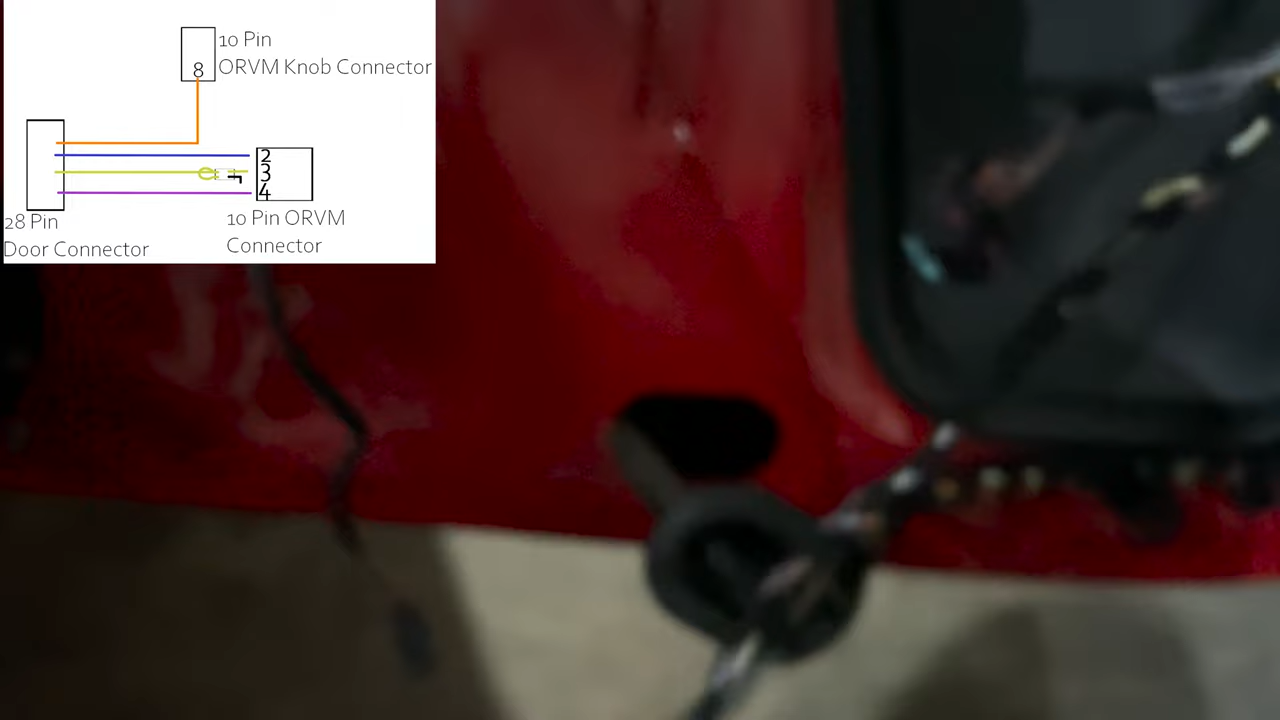 10 Pin
ORVM Knob Connector
8
2
3
4
28 Pin
Door Connector
10 Pin ORVM
Connector